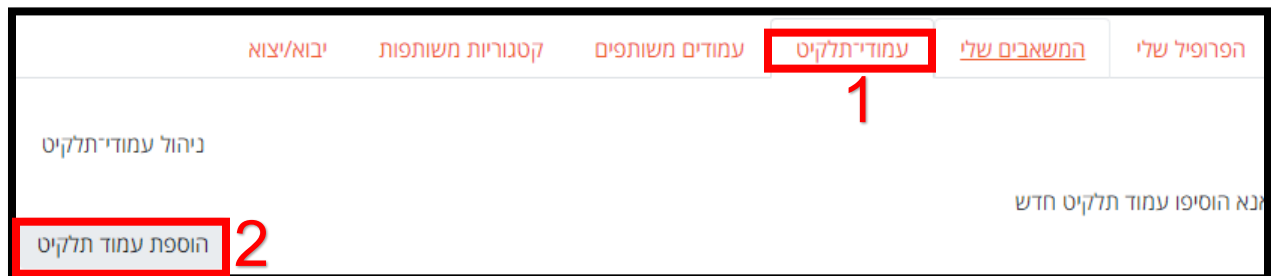 הפרופיל שלי המשאבים שלי עמודי־תלקיט עמודים משותפים קטגוריות משותפות יבוא/יצוא
1
ניהול עמודי־תלקיט
אנא הוסיפו עמוד תלקיט חדש
הוספת עמוד תלקיט 2